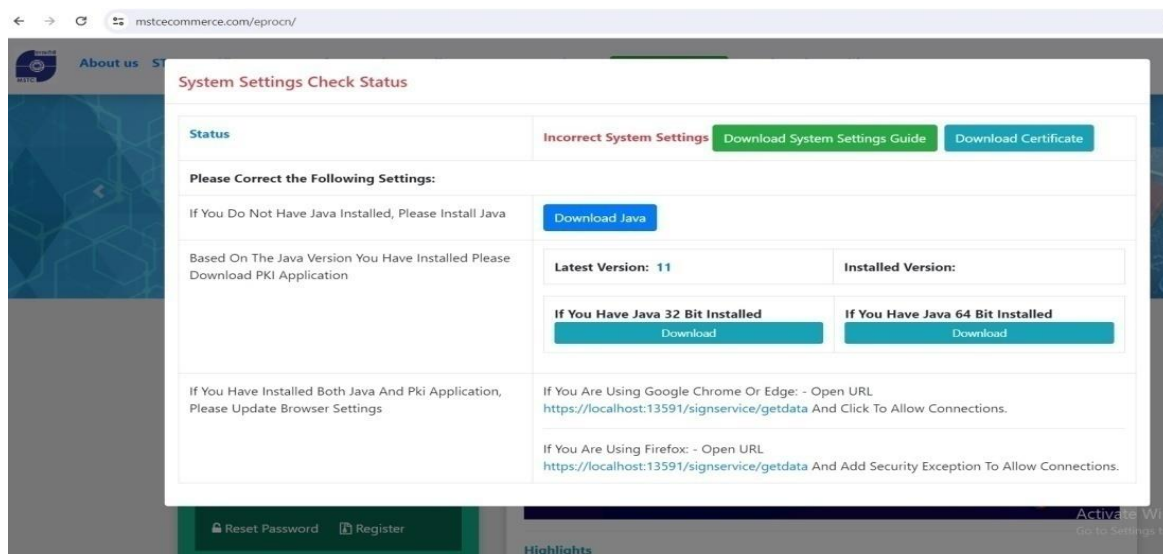 mstcecommerce.com/eprocn/
MSTC
About us
System Settings Check Status
Status
Incorrect System Settings Download System Settings Guide Download Certificate
Please Correct the Following Settings:
If You Do Not Have Java Installed, Please Install Java
Download Java
Based On The Java Version You Have Installed Please
Download PKI Application
Latest Version: 11
Installed Version:
If You Have Java 32 Bit Installed
Download
If You Have Java 64 Bit Installed
Download
If You Have Installed Both Java And Pki Application,
Please Update Browser Settings
If You Are Using Google Chrome Or Edge: - Open URL
https://localhost:13591/signservice/getdata And Click To Allow Connections.
If You Are Using Firefox: - Open URL
https://localhost:13591/signservice/getdata And Add Security Exception To Allow Connections.
Reset Password Register
Highlights
Activate Wi
Go to Settings t